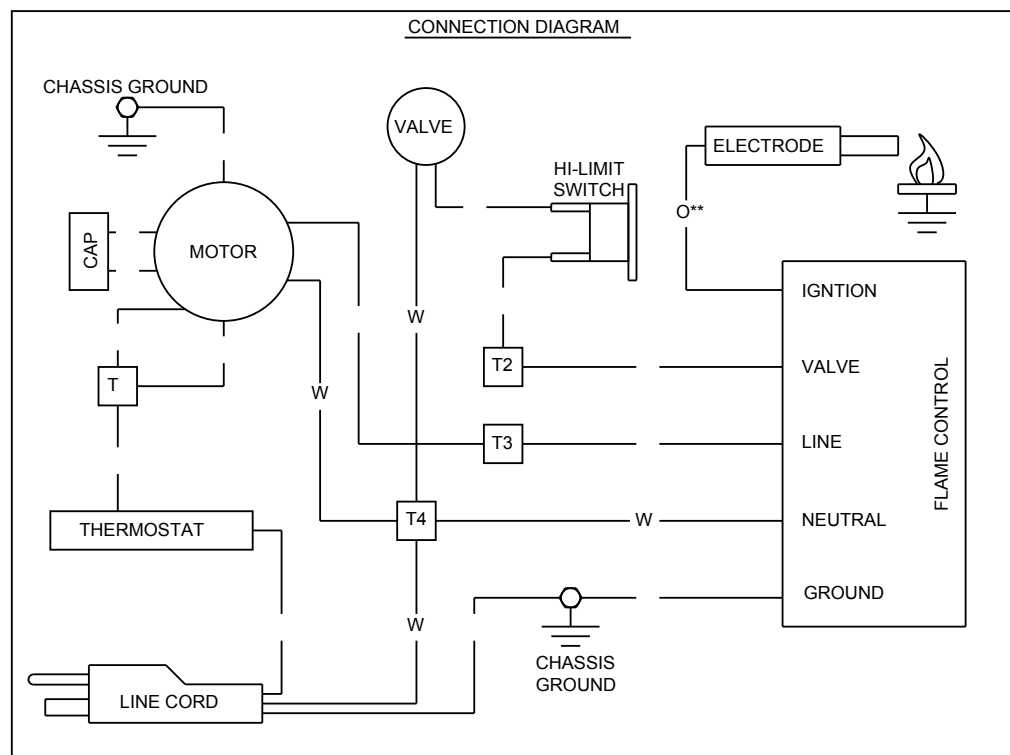 CONNECTION DIAGRAM
CHASSIS GROUND
VALVE
ELECTRODE
HI-LIMIT
SWITCH
O**
CAP
MOTOR
IGNTION
W
T2
VALVE
T
W
FLAME CONTROL
T3
LINE
T4
W
NEUTRAL
THERMOSTAT
GROUND
W
CHASSIS
GROUND
LINE CORD